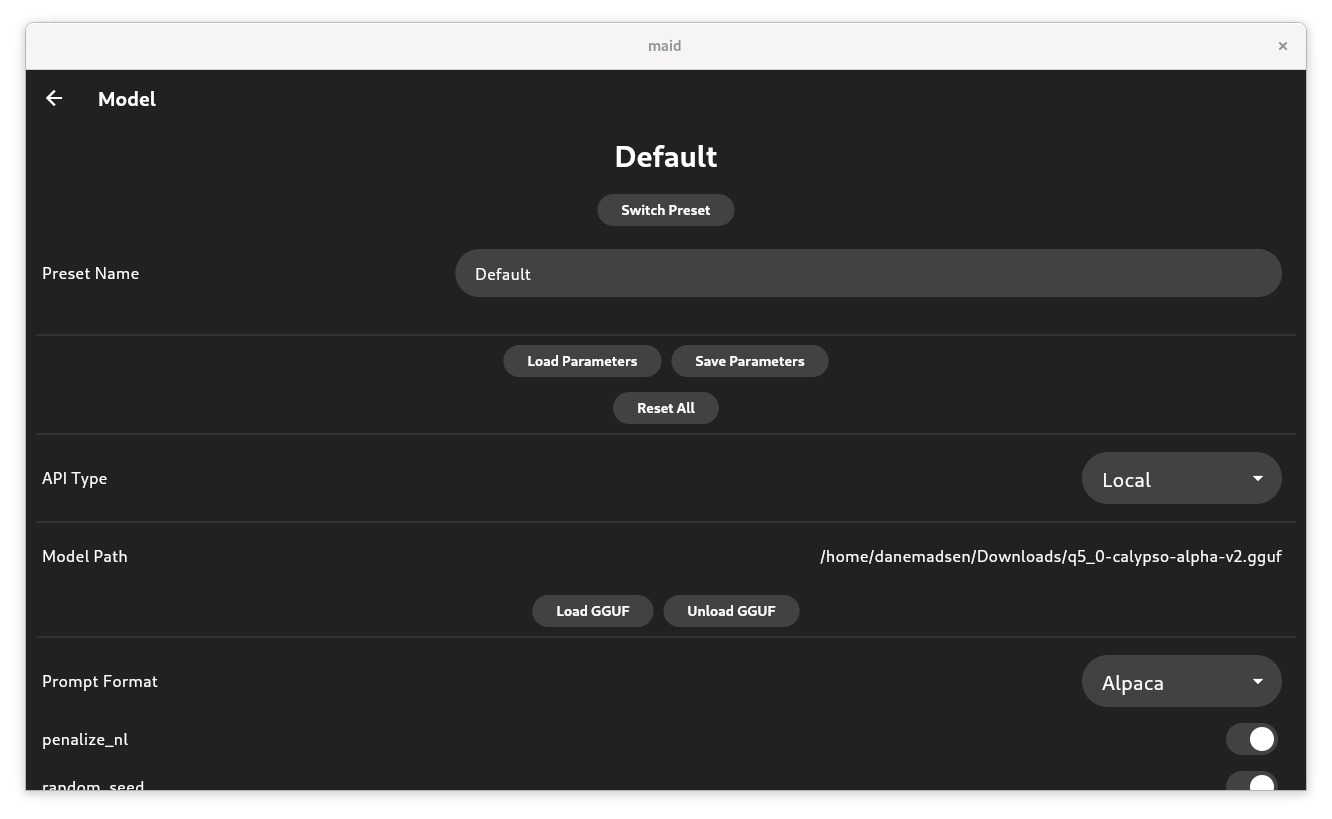 maid
Model
Default
Switch Preset
Preset Name Default
Load Parameters Save Parameters
Reset All
API Type Local
Model Path /home/danemadsen/Downloads/q5_0-calypso-alpha-v2.gguf
Load GGUF Unload GGUF
Prompt Format Alpaca
penalize_nl
random_seed